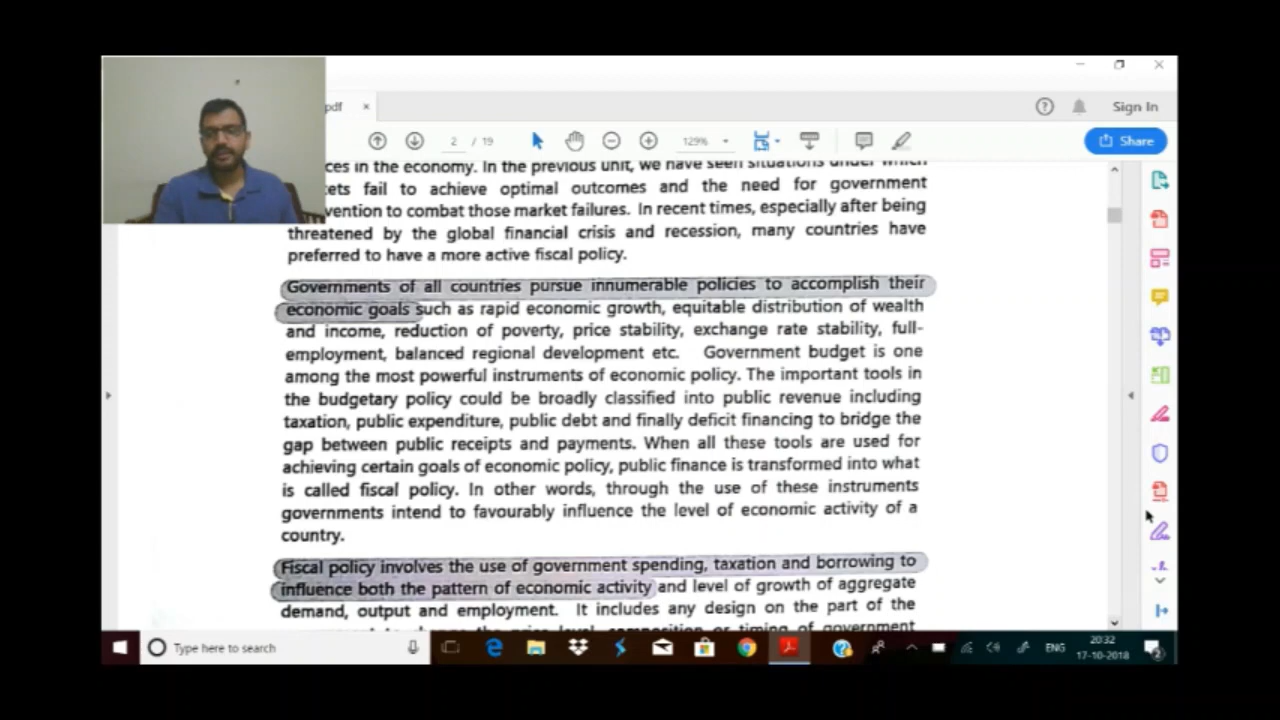 pdf
Sign In
2 / 19
129%
Share
ces in the economy. In the previous unit, we have seen situations under which
ets fail to achieve optimal outcomes and the need for government
vention to combat those market failures. In recent times, especially after being
threatened by the global financial crisis and recession, many countries have
preferred to have a more active fiscal policy.
Governments of all countries pursue innumerable policies to accomplish their
economic goals such as rapid economic growth, equitable distribution of wealth
and income, reduction of poverty, price stability, exchange rate stability, full-
employment, balanced regional development etc. Government budget is one
among the most powerful instruments of economic policy. The important tools in
the budgetary policy could be broadly classified into public revenue including
taxation, public expenditure, public debt and finally deficit financing to bridge the
gap between public receipts and payments. When all these tools are used for
achieving certain goals of economic policy, public finance is transformed into what
is called fiscal policy. In other words, through the use of these instruments
governments intend to favourably influence the level of economic activity of a
country.
Fiscal policy involves the use of government spending, taxation and borrowing to
influence both the pattern of economic activity and level of growth of aggregate
demand, output and employment. It includes any design on the part of the
price level, composition or timing of government
Type here to search
ENG
20:32
17-10-2018